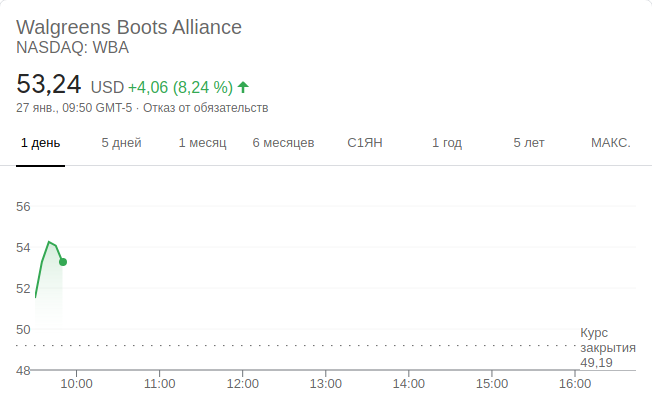 Walgreens Boots Alliance
NASDAQ: WBA
53,24 USD +4,06 (8,24 %)
27 янв., 09:50 GMT-5 · Отказ от обязательств
1 день 5 дней 1 месяц 6 месяцев С1ЯН 1 год 5 лет МАКС.
56
54
52
50
Курс
закрытия
49,19
48
10:00 11:00 12:00 13:00 14:00 15:00 16:00